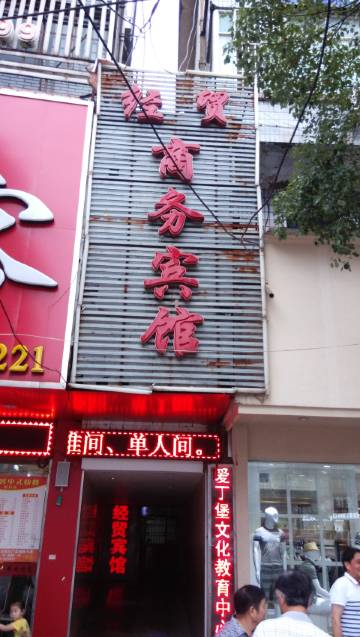 经贸
商务宾馆
221
准间、单人间。
经贸宾馆
爱丁堡文化教育中